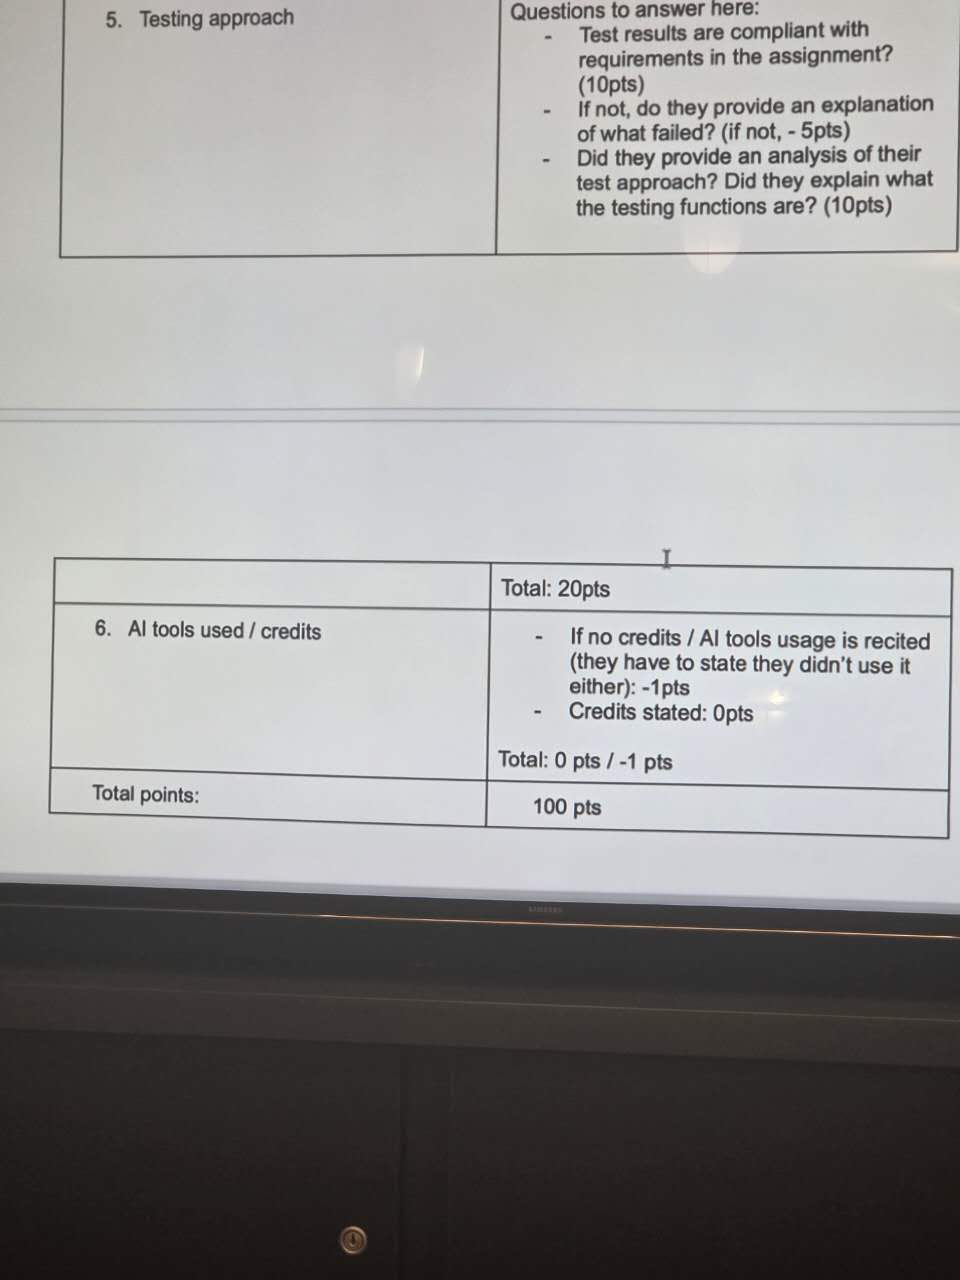 5. Testing approach
Questions to answer here:
- Test results are compliant with
requirements in the assignment?
(10pts)
- If not, do they provide an explanation
of what failed? (if not, - 5pts)
- Did they provide an analysis of their
test approach? Did they explain what
the testing functions are? (10pts)
Total: 20pts
6. AI tools used / credits
- If no credits / AI tools usage is recited
(they have to state they didn't use it
either): -1pts
- Credits stated: 0pts
Total: 0 pts / -1 pts
Total points:
100 pts
SAMSUNG